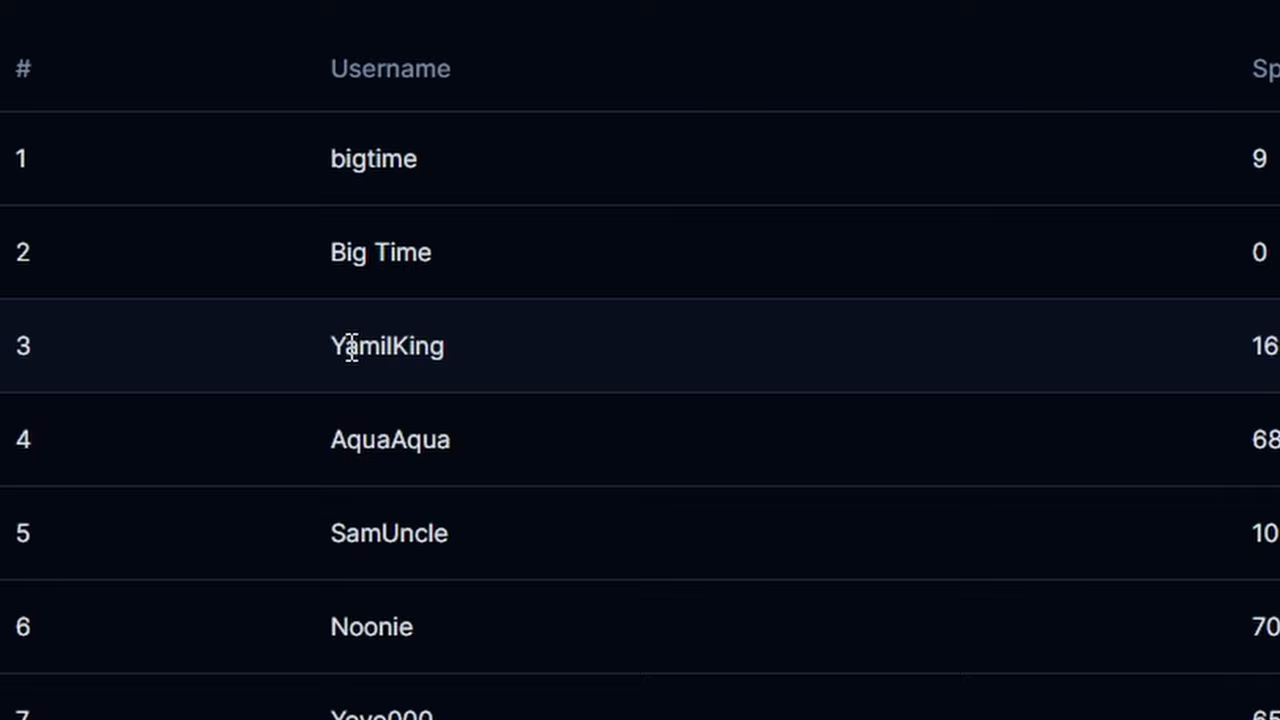 # Username Sp
1 bigtime 9
2 Big Time 0
3 YamilKing 16
4 AquaAqua 68
5 SamUncle 10
6 Noonie 70
7